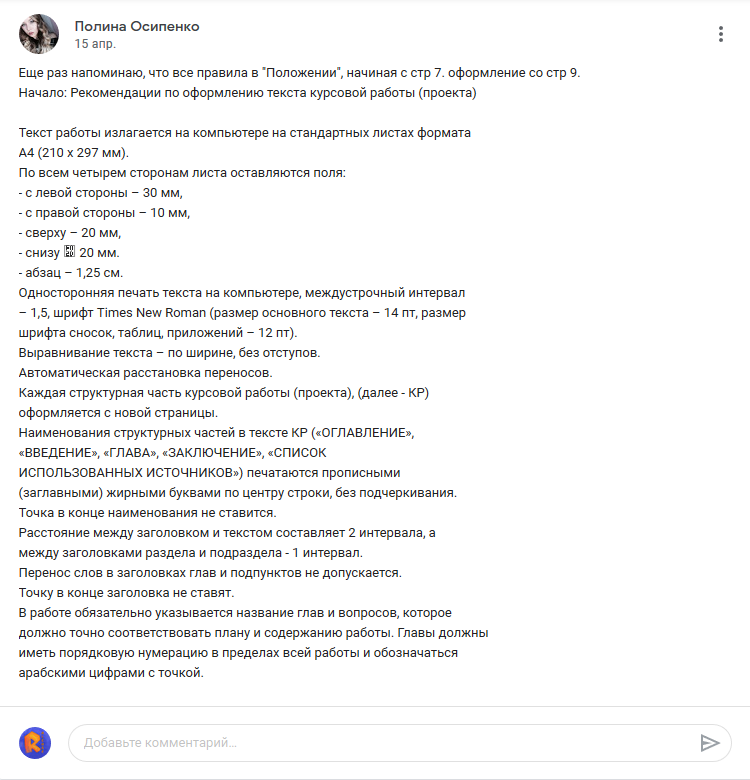 Полина Осипенко
15 апр.
Еще раз напоминаю, что все правила в "Положении", начиная с стр 7. оформление со стр 9.
Начало: Рекомендации по оформлению текста курсовой работы (проекта)
Текст работы излагается на компьютере на стандартных листах формата
А4 (210 х 297 мм).
По всем четырем сторонам листа оставляются поля:
- с левой стороны – 30 мм,
- с правой стороны – 10 мм,
- сверху – 20 мм,
- снизу 20 мм.
- абзац – 1,25 см.
Односторонняя печать текста на компьютере, междустрочный интервал
– 1,5, шрифт Times New Roman (размер основного текста – 14 пт, размер
шрифта сносок, таблиц, приложений – 12 пт).
Выравнивание текста – по ширине, без отступов.
Автоматическая расстановка переносов.
Каждая структурная часть курсовой работы (проекта), (далее - КР)
оформляется с новой страницы.
Наименования структурных частей в тексте КР («ОГЛАВЛЕНИЕ»,
«ВВЕДЕНИЕ», «ГЛАВА», «ЗАКЛЮЧЕНИЕ», «СПИСОК
ИСПОЛЬЗОВАННЫХ ИСТОЧНИКОВ») печатаются прописными
(заглавными) жирными буквами по центру строки, без подчеркивания.
Точка в конце наименования не ставится.
Расстояние между заголовком и текстом составляет 2 интервала, а
между заголовками раздела и подраздела - 1 интервал.
Перенос слов в заголовках глав и подпунктов не допускается.
Точку в конце заголовка не ставят.
В работе обязательно указывается название глав и вопросов, которое
должно точно соответствовать плану и содержанию работы. Главы должны
иметь порядковую нумерацию в пределах всей работы и обозначаться
арабскими цифрами с точкой.
Добавьте комментарий...